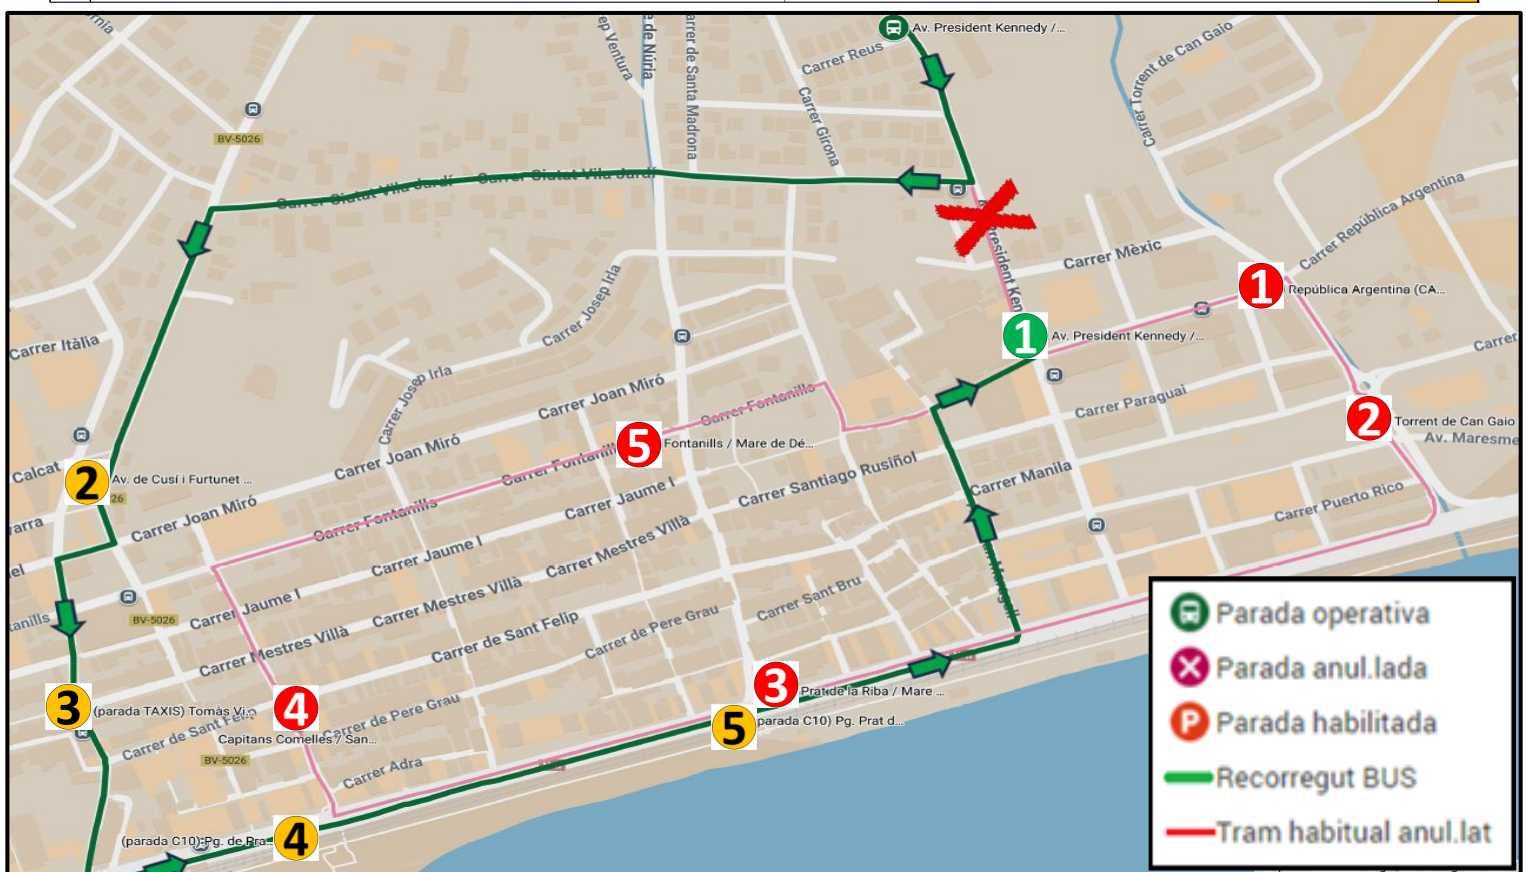 Av. President Kennedy /...
Carrer Reus
Carrer Torrent de Can Gaio
ep Ventura
e de Núria
arrer de Santa Madrona
Carrer Girona
BV-5026
Carrer Ciutat Vila Jardí
Carrer Ciutat Vila Jardí
Carrer República Argentina
Carrer Mèxic
1
República Argentina (CA...
1
Av. President Kennedy /...
Carrer Itàlia
Carrer Josep Irla
Carrer Josep Irla
Carrer
Carrer Joan Miró
Carrer Fontanills
Carrer Paraguai
2
Torrent de Can Gaio
Av. Maresme
5
Fontanills / Mare de Dé...
Carrer Joan Miró
Calcat
2
Av. de Cusí i Furtunet ...
26
Carrer Santiago Rusiñol
Carrer Manila
Carrer Jaume I
Carrer Puerto Rico
Carrer Joan Miró
Carrer Fontanills
Carrer Mestres Villà
Carrer Jaume I
Carrer Mestres Villà
Carrer Jaume I
BV-5026
Carrer Sant Bru
Carrer de Sant Felip
Carrer de Pere Grau
Carrer Mestres Villà
3
Prat de la Riba / Mare ...
3
(parada TAXIS) Tomàs Vi...
4
Carrer de Pere Grau
5
parada C10) Pg. Prat d...
Capitans Comelles / San...
Carrer de Sant Felip
BV-5026
Carrer Adra
(parada C10) Pg. de Pra...
4
Parada operativa
Parada anul.lada
P Parada habilitada
Recorregut BUS
Tram habitual anul.lat